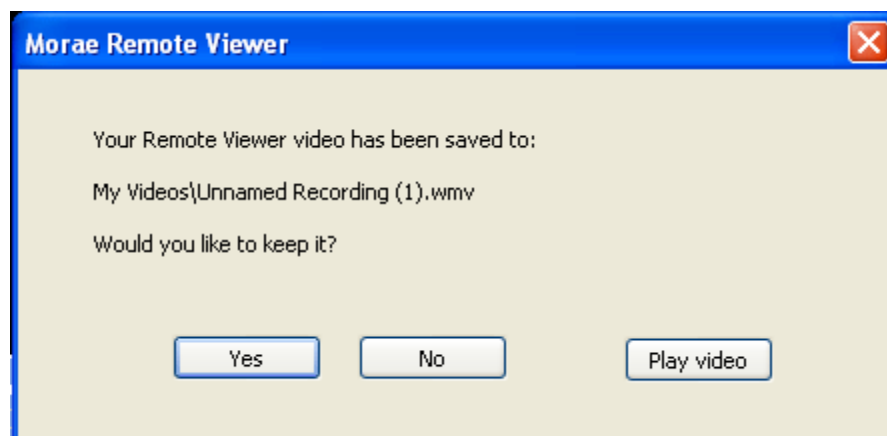 Morae Remote Viewer
Your Remote Viewer video has been saved to:
My Videos\Unnamed Recording (1).wmv
Would you like to keep it?
Yes No Play video